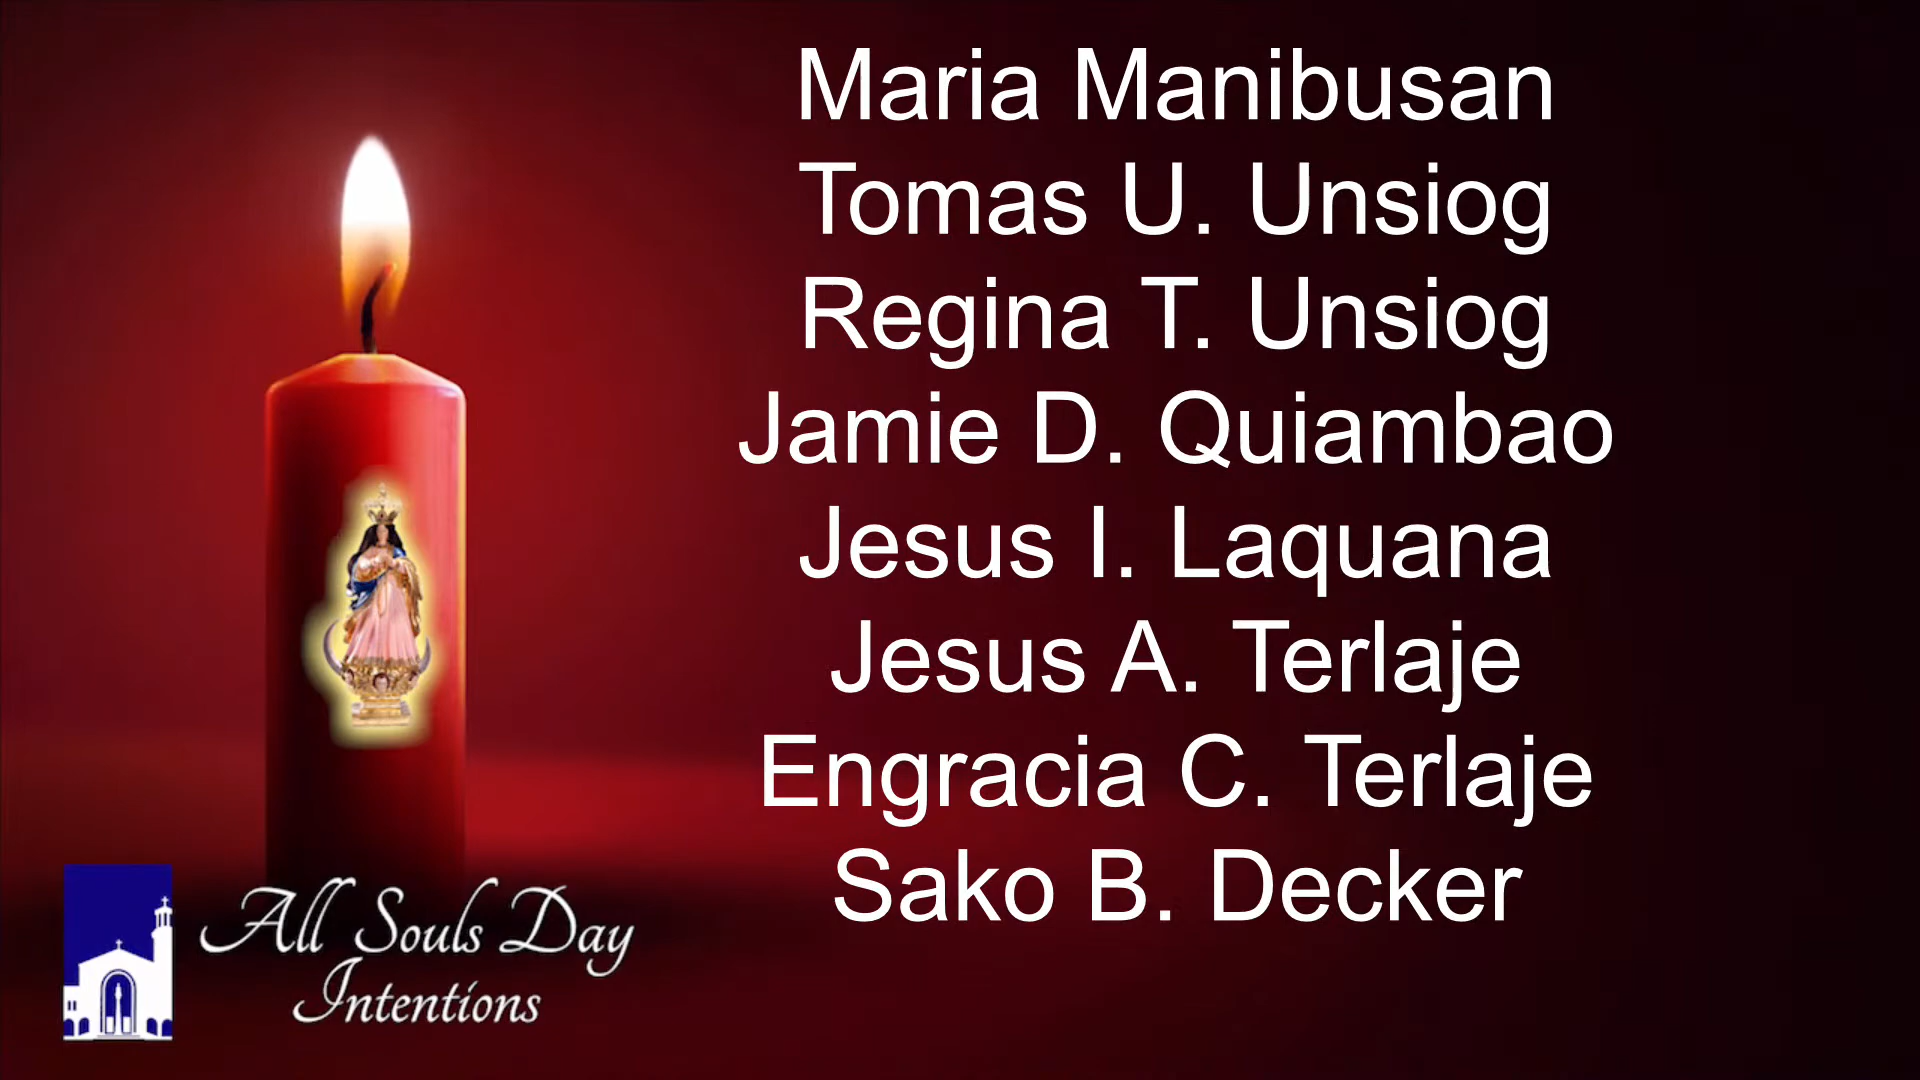 Maria Manibusan
Tomas U. Unsiog
Regina T. Unsiog
Jamie D. Quiambao
Jesus I. Laquana
Jesus A. Terlaje
Engracia C. Terlaje
Sako B. Decker
All Souls Day
Intentions